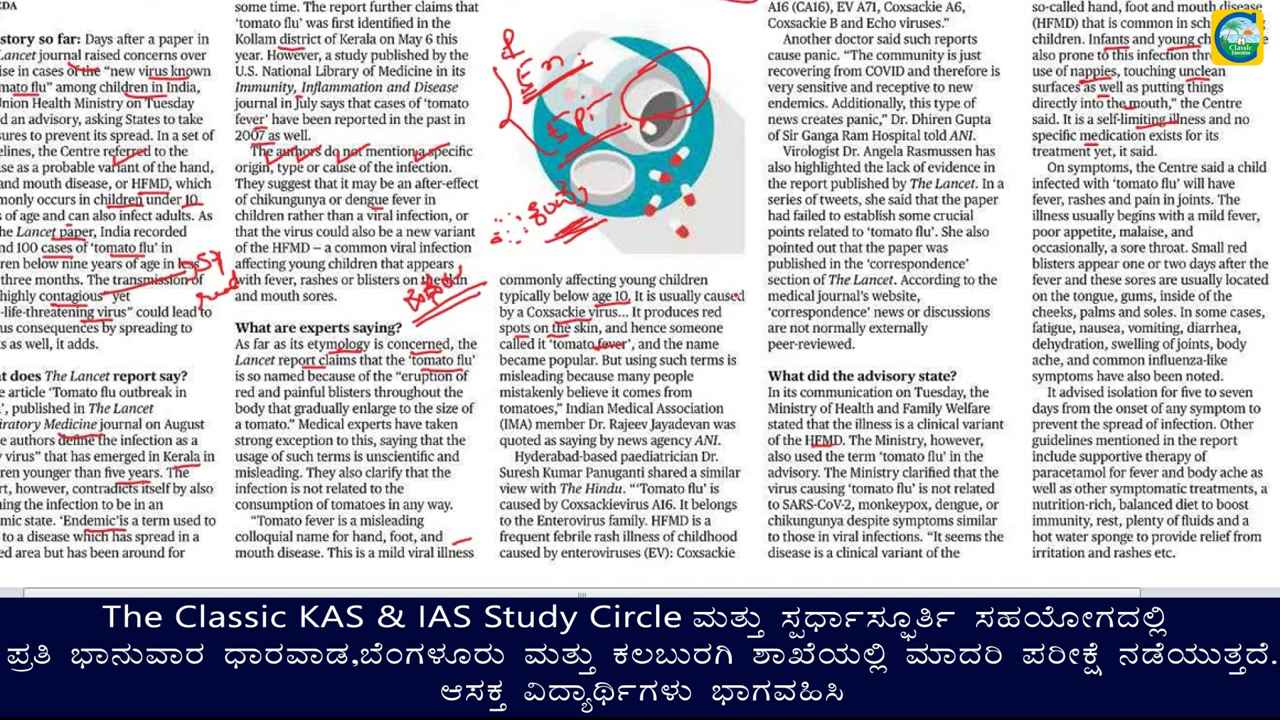 EDA
story so far: Days after a paper in
Lancet journal raised concerns over
ise in cases of the “new virus known
mato flu” among children in India,
Union Health Ministry on Tuesday
d an advisory, asking States to take
sures to prevent its spread. In a set of
elines, the Centre referred to the
se as a probable variant of the hand,
and mouth disease, or HFMD, which
monly occurs in children under 10
s of age and can also infect adults. As
he Lancet paper, India recorded
nd 100 cases of ‘tomato flu’ in
ren below nine years of age in less
three months. The transmission of
highly contagious yet
-life-threatening virus” could lead to
us consequences by spreading to
ts as well, it adds.
t does The Lancet report say?
e article ‘Tomato flu outbreak in
’, published in The Lancet
iratory Medicine journal on August
e authors define the infection as a
y virus” that has emerged in Kerala in
ren younger than five years. The
rt, however, contradicts itself by also
ning the infection to be in an
mic state. ‘Endemic’ is a term used to
to a disease which has spread in a
ed area but has been around for
some time. The report further claims that
‘tomato flu’ was first identified in the
Kollam district of Kerala on May 6 this
year. However, a study published by the
U.S. National Library of Medicine in its
Immunity, Inflammation and Disease
journal in July says that cases of ‘tomato
fever’ have been reported in the past in
2007 as well.
The authors do not mention a specific
origin, type or cause of the infection.
They suggest that it may be an after-effect
of chikungunya or dengue fever in
children rather than a viral infection, or
that the virus could also be a new variant
of the HFMD – a common viral infection
affecting young children that appears
with fever, rashes or blisters on the skin
and mouth sores.
What are experts saying?
As far as its etymology is concerned, the
Lancet report claims that the ‘tomato flu’
is so named because of the “eruption of
red and painful blisters throughout the
body that gradually enlarge to the size of
a tomato.” Medical experts have taken
strong exception to this, saying that the
usage of such terms is unscientific and
misleading. They also clarify that the
infection is not related to the
consumption of tomatoes in any way.
“Tomato fever is a misleading
colloquial name for hand, foot, and
mouth disease. This is a mild viral illness
commonly affecting young children
typically below age 10. It is usually caused
by a Coxsackie virus... It produces red
spots on the skin, and hence someone
called it ‘tomato fever’, and the name
became popular. But using such terms is
misleading because many people
mistakenly believe it comes from
tomatoes,” Indian Medical Association
(IMA) member Dr. Rajeev Jayadevan was
quoted as saying by news agency ANI.
Hyderabad-based paediatrician Dr.
Suresh Kumar Panuganti shared a similar
view with The Hindu. “‘Tomato flu’ is
caused by Coxsackievirus A16. It belongs
to the Enterovirus family. HFMD is a
frequent febrile rash illness of childhood
caused by enteroviruses (EV): Coxsackie
A16 (CA16), EV A71, Coxsackie A6,
Coxsackie B and Echo viruses.”
Another doctor said such reports
cause panic. “The community is just
recovering from COVID and therefore is
very sensitive and receptive to new
endemics. Additionally, this type of
news creates panic,” Dr. Dhiren Gupta
of Sir Ganga Ram Hospital told ANI.
Virologist Dr. Angela Rasmussen has
also highlighted the lack of evidence in
the report published by The Lancet. In a
series of tweets, she said that the paper
had failed to establish some crucial
points related to ‘tomato flu’. She also
pointed out that the paper was
published in the ‘correspondence’
section of The Lancet. According to the
medical journal’s website,
‘correspondence’ news or discussions
are not normally externally
peer-reviewed.
What did the advisory state?
In its communication on Tuesday, the
Ministry of Health and Family Welfare
stated that the illness is a clinical variant
of the HFMD. The Ministry, however,
also used the term ‘tomato flu’ in the
advisory. The Ministry clarified that the
virus causing ‘tomato flu’ is not related
to SARS-CoV-2, monkeypox, dengue, or
chikungunya despite symptoms similar
to those in viral infections. “It seems the
disease is a clinical variant of the
so-called hand, foot and mouth disease
(HFMD) that is common in school
children. Infants and young ch
also prone to this infection thr
use of nappies, touching unclean
surfaces as well as putting things
directly into the mouth,” the Centre
said. It is a self-limiting illness and no
specific medication exists for its
treatment yet, it said.
On symptoms, the Centre said a child
infected with ‘tomato flu’ will have
fever, rashes and pain in joints. The
illness usually begins with a mild fever,
poor appetite, malaise, and
occasionally, a sore throat. Small red
blisters appear one or two days after the
fever and these sores are usually located
on the tongue, gums, inside of the
cheeks, palms and soles. In some cases,
fatigue, nausea, vomiting, diarrhea,
dehydration, swelling of joints, body
ache, and common influenza-like
symptoms have also been noted.
It advised isolation for five to seven
days from the onset of any symptom to
prevent the spread of infection. Other
guidelines mentioned in the report
include supportive therapy of
paracetamol for fever and body ache as
well as other symptomatic treatments, a
nutrition-rich, balanced diet to boost
immunity, rest, plenty of fluids and a
hot water sponge to provide relief from
irritation and rashes etc.
Classic
Education
The Classic KAS & IAS Study Circle ಮತ್ತು ಸ್ಪರ್ಧಾಸ್ಫೂರ್ತಿ ಸಹಯೋಗದಲ್ಲಿ
ಪ್ರತಿ ಭಾನುವಾರ ಧಾರವಾಡ,ಬೆಂಗಳೂರು ಮತ್ತು ಕಲಬುರಗಿ ಶಾಖೆಯಲ್ಲಿ ಮಾದರಿ ಪರೀಕ್ಷೆ ನಡೆಯುತ್ತದೆ.
ಆಸಕ್ತ ವಿದ್ಯಾರ್ಥಿಗಳು ಭಾಗವಹಿಸಿ